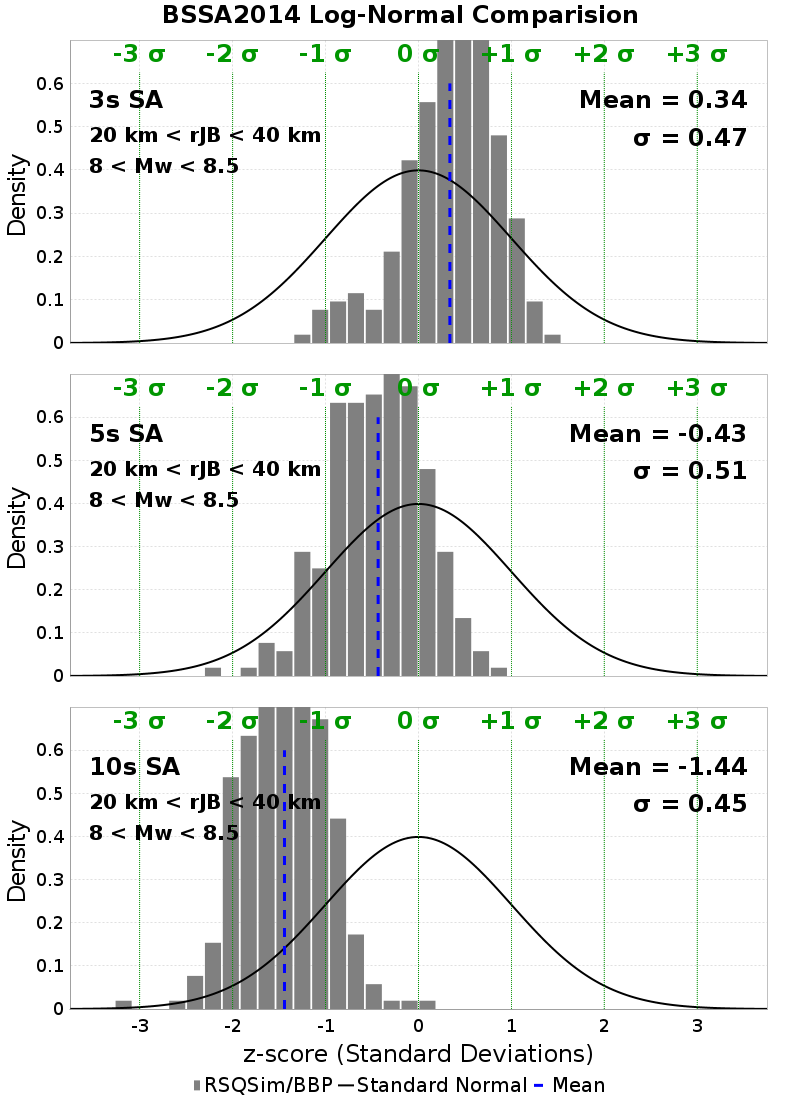 BSSA2014 Log-Normal Comparision
-3 σ -2 σ -1 σ 0 σ +1 σ +2 σ +3 σ
0.6
3s SA Mean = 0.34
0.5
20 km < rJB < 40 km σ = 0.47
8 < Mw < 8.5
0.4
0.3
0.2
0.1
0
Density
-3 σ -2 σ -1 σ 0 σ +1 σ +2 σ +3 σ
0.6
5s SA Mean = -0.43
0.5
20 km < rJB < 40 km σ = 0.51
8 < Mw < 8.5
0.4
0.3
0.2
0.1
0
Density
-3 σ -2 σ -1 σ 0 σ +1 σ +2 σ +3 σ
0.6
10s SA Mean = -1.44
0.5
20 km < rJB < 40 km σ = 0.45
8 < Mw < 8.5
0.4
0.3
0.2
0.1
0
Density
-3 -2 -1 0 1 2 3
z-score (Standard Deviations)
RSQSim/BBP Standard Normal Mean